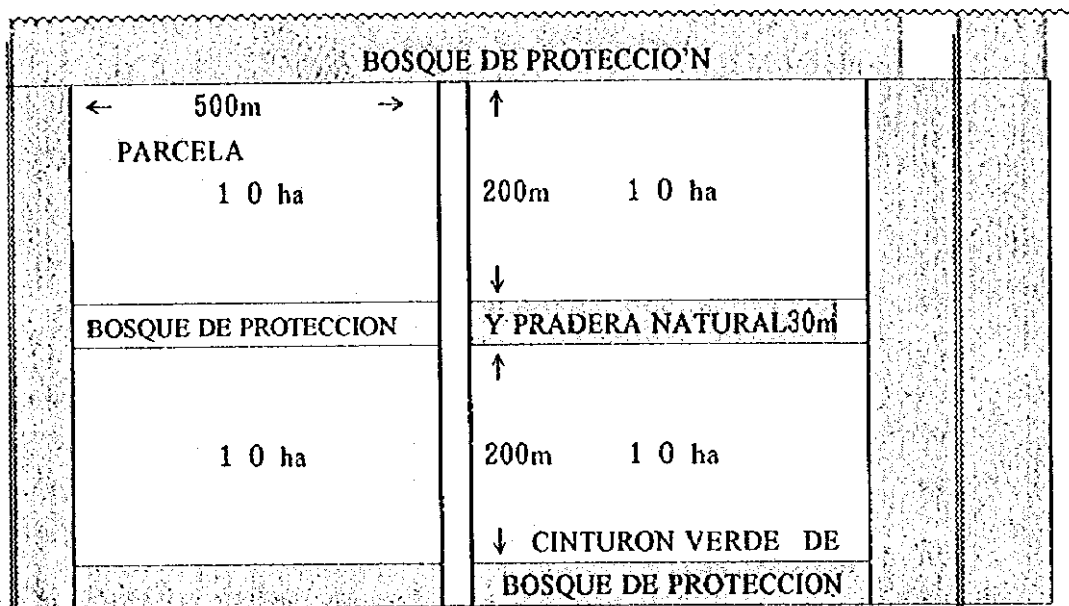 BOSQUE DE PROTECCIO'N
← 500m →
PARCELA
1 0 ha
↑
200m 1 0 ha
↓
BOSQUE DE PROTECCION
Y PRADERA NATURAL30m
1 0 ha
↑
200m 1 0 ha
↓ CINTURON VERDE DE
BOSQUE DE PROTECCION